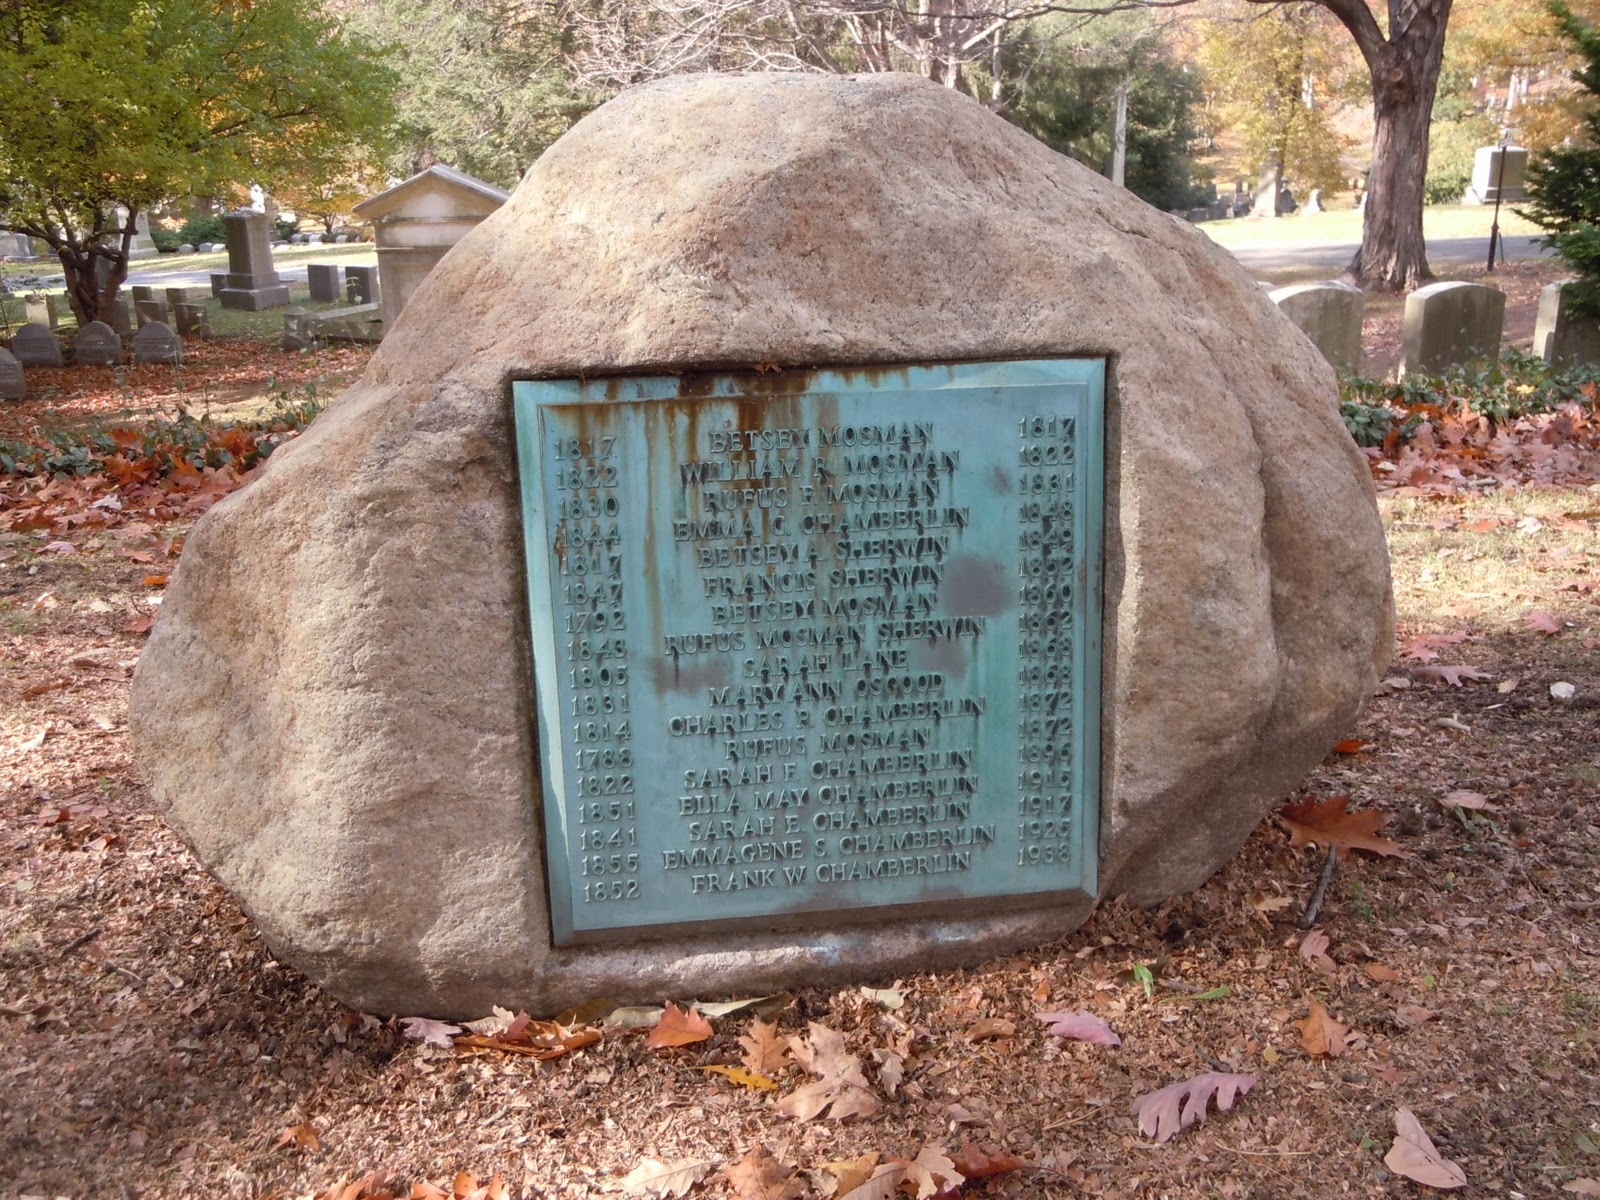 1817 BETSEY MOSMAN 1817
1822 WILLIAM R. MOSMAN 1822
1830 RUFUS F. MOSMAN 1831
1844 EMMA C. CHAMBERLIN 1848
1817 BETSEY A. SHERWIN 1849
1847 FRANCIS SHERWIN 1852
1792 BETSEY MOSMAN 1860
1843 RUFUS MOSMAN SHERWIN 1862
1805 SARAH LANE 1868
1831 MARY ANN OSGOOD 1868
1814 CHARLES P. CHAMBERLIN 1872
1788 RUFUS MOSMAN 1872
1822 SARAH F. CHAMBERLIN 1896
1851 ELLA MAY CHAMBERLIN 1915
1841 SARAH E. CHAMBERLIN 1917
1855 EMMAGENE S. CHAMBERLIN 1925
1852 FRANK W. CHAMBERLIN 1938